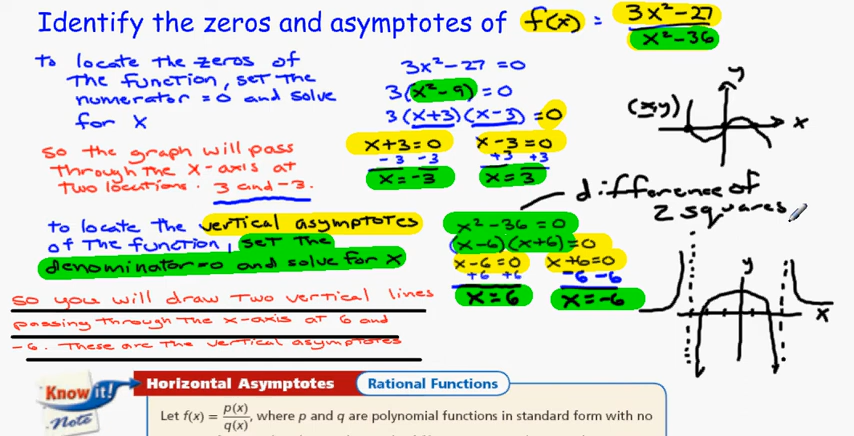 Identify the zeros and asymptotes of f(x) = 3x²-27
x²-36
to locate the zeros of
the function, set the
numerator = 0 and solve
for x
3x²-27=0
3(x²-9)=0
3(x+3)(x-3)=0
x+3=0 x-3=0
-3 -3 +3 +3
x=-3 x=3
(x,y)
y
x
so the graph will pass
through the x-axis at
two locations. 3 and -3.
difference of
2 squares
to locate the vertical asymptotes
of the function, set the
denominator=0 and solve for x
x²-36=0
(x-6)(x+6)=0
x-6=0 x+6=0
+6 +6 -6 -6
x=6 x=-6
y
x
so you will draw two vertical lines
passing through the x-axis at 6 and
-6. These are the vertical asymptotes
Know it!
Note
Horizontal Asymptotes Rational Functions
Let f(x) = p(x)/q(x), where p and q are polynomial functions in standard form with no